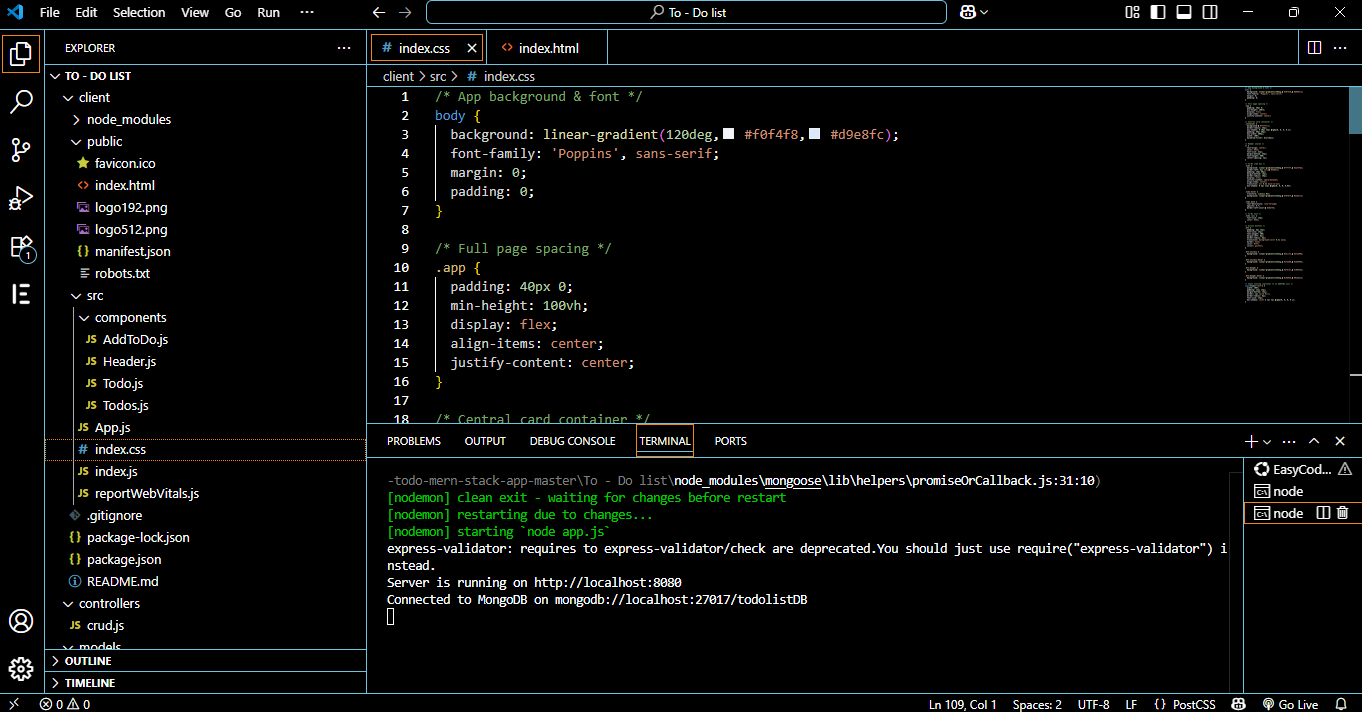 File Edit Selection View Go Run ···
To - Do list
EXPLORER
TO - DO LIST
client
node_modules
public
favicon.ico
index.html
logo192.png
logo512.png
manifest.json
robots.txt
src
components
AddToDo.js
Header.js
Todo.js
Todos.js
App.js
index.css
index.js
reportWebVitals.js
.gitignore
package-lock.json
package.json
README.md
controllers
crud.js
models
OUTLINE
TIMELINE
1
# index.css
<> index.html
client > src > # index.css
1 /* App background & font */
2 body {
3 background: linear-gradient(120deg, #f0f4f8, #d9e8fc);
4 font-family: 'Poppins', sans-serif;
5 margin: 0;
6 padding: 0;
7 }
8
9 /* Full page spacing */
10 .app {
11 padding: 40px 0;
12 min-height: 100vh;
13 display: flex;
14 align-items: center;
15 justify-content: center;
16 }
17
18 /* Central card container */
PROBLEMS OUTPUT DEBUG CONSOLE TERMINAL PORTS
-todo-mern-stack-app-master\To - Do list\node_modules\mongoose\lib\helpers\promiseOrCallback.js:31:10)
[nodemon] clean exit - waiting for changes before restart
[nodemon] restarting due to changes...
[nodemon] starting `node app.js`
express-validator: requires to express-validator/check are deprecated.You should just use require("express-validator") i
nstead.
Server is running on http://localhost:8080
Connected to MongoDB on mongodb://localhost:27017/todolistDB
EasyCod...
node
node
0 0
Ln 109, Col 1 Spaces: 2 UTF-8 LF {} PostCSS Go Live